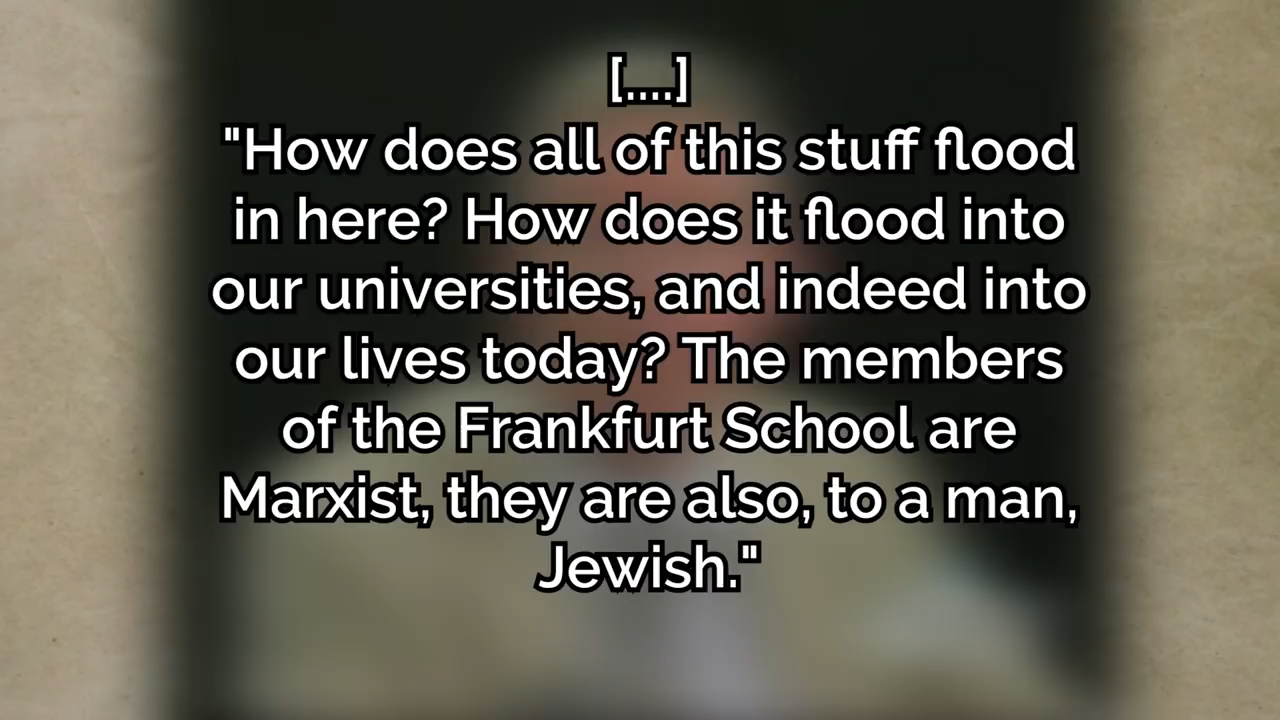 [....]
"How does all of this stuff flood
in here? How does it flood into
our universities, and indeed into
our lives today? The members
of the Frankfurt School are
Marxist, they are also, to a man,
Jewish."